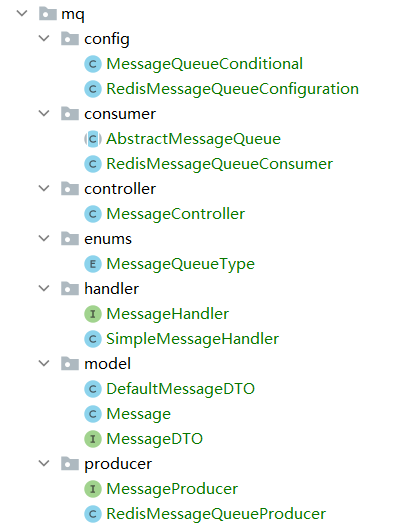 mq
config
MessageQueueConditional
RedisMessageQueueConfiguration
consumer
AbstractMessageQueue
RedisMessageQueueConsumer
controller
MessageController
enums
MessageQueueType
handler
MessageHandler
SimpleMessageHandler
model
DefaultMessageDTO
Message
MessageDTO
producer
MessageProducer
RedisMessageQueueProducer